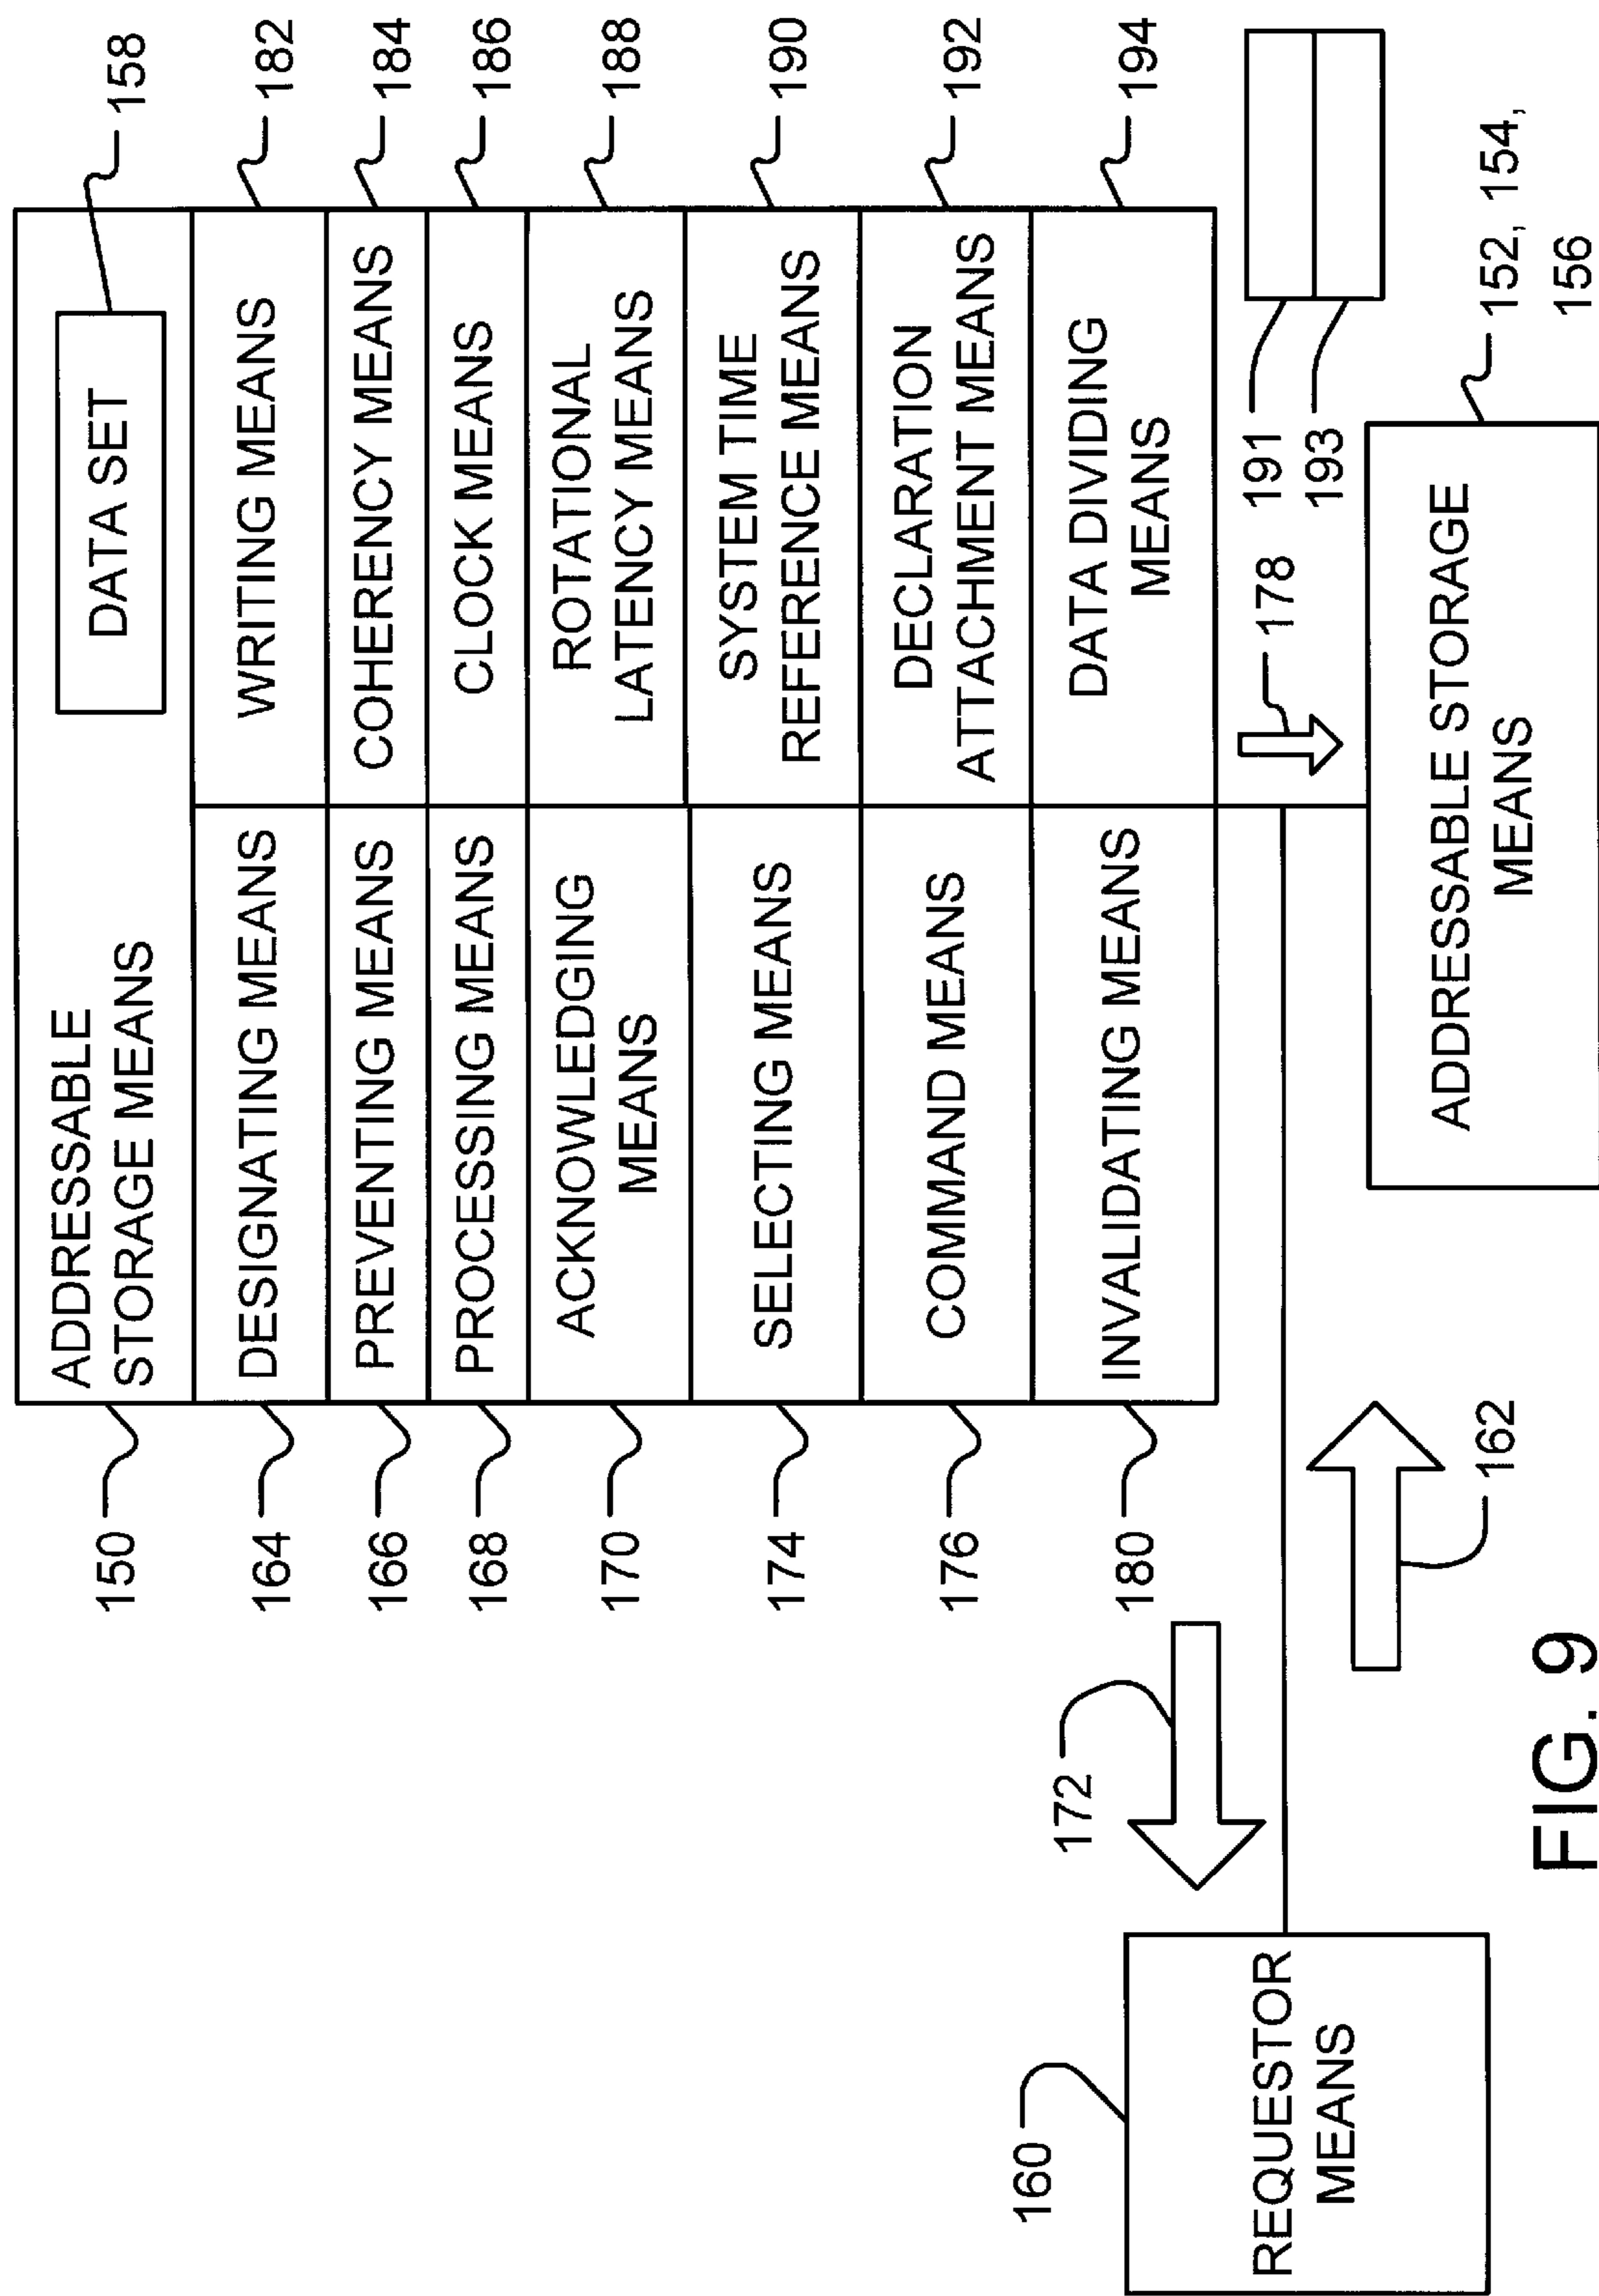 158
150
ADDRESSABLE
STORAGE MEANS
DATA SET
164
DESIGNATING MEANS
WRITING MEANS
182
166
PREVENTING MEANS
COHERENCY MEANS
184
168
PROCESSING MEANS
CLOCK MEANS
186
170
ACKNOWLEDGING
MEANS
ROTATIONAL
LATENCY MEANS
188
174
SELECTING MEANS
SYSTEM TIME
REFERENCE MEANS
190
176
COMMAND MEANS
DECLARATION
ATTACHMENT MEANS
192
180
INVALIDATING MEANS
DATA DIVIDING
MEANS
194
160
REQUESTOR
MEANS
172
162
178
191
193
ADDRESSABLE STORAGE
MEANS
152, 154,
156
FIG. 9